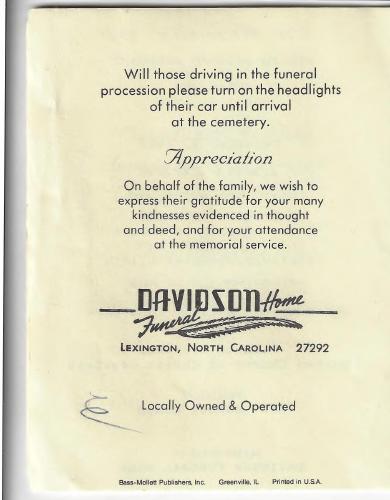 Will those driving in the funeral
procession please turn on the headlights
of their car until arrival
at the cemetery.
Appreciation
On behalf of the family, we wish to
express their gratitude for your many
kindnesses evidenced in thought
and deed, and for your attendance
at the memorial service.
DAVIDSON Home
Funeral
LEXINGTON, NORTH CAROLINA 27292
Locally Owned & Operated
Bass-Mollett Publishers, Inc. Greenville, IL Printed in U.S.A.